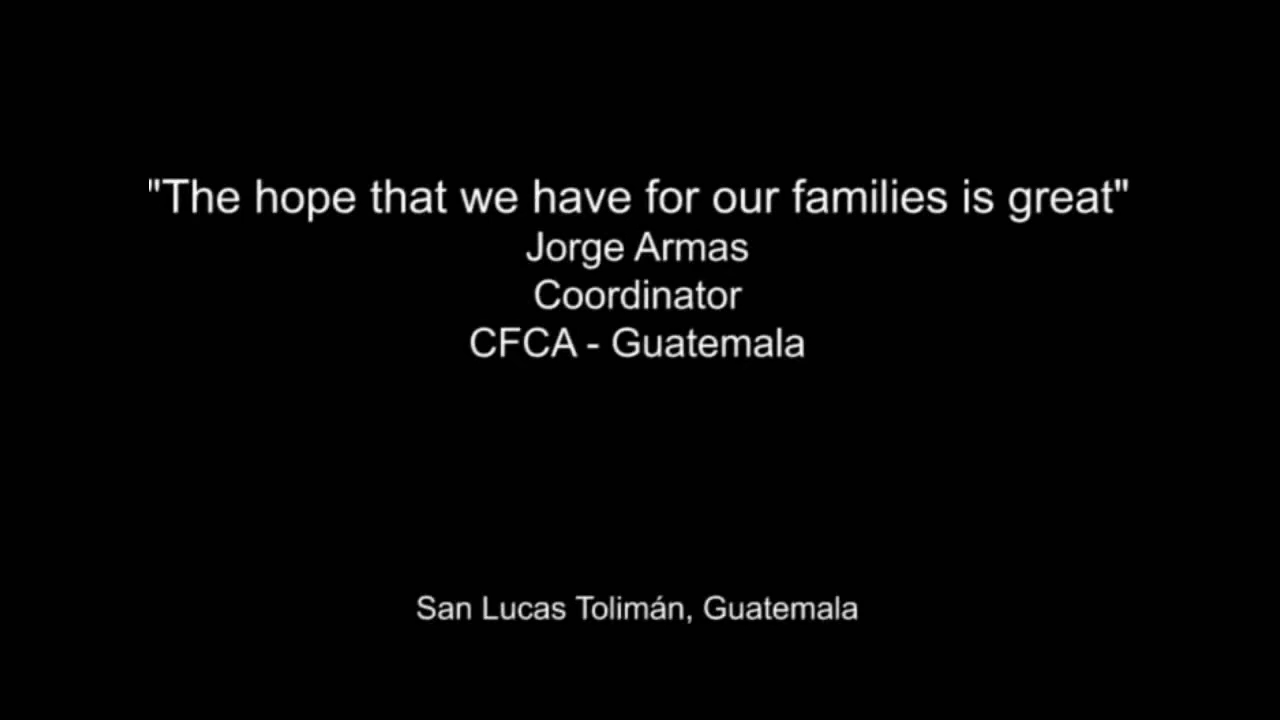 "The hope that we have for our families is great"
Jorge Armas
Coordinator
CFCA - Guatemala
San Lucas Tolimán, Guatemala